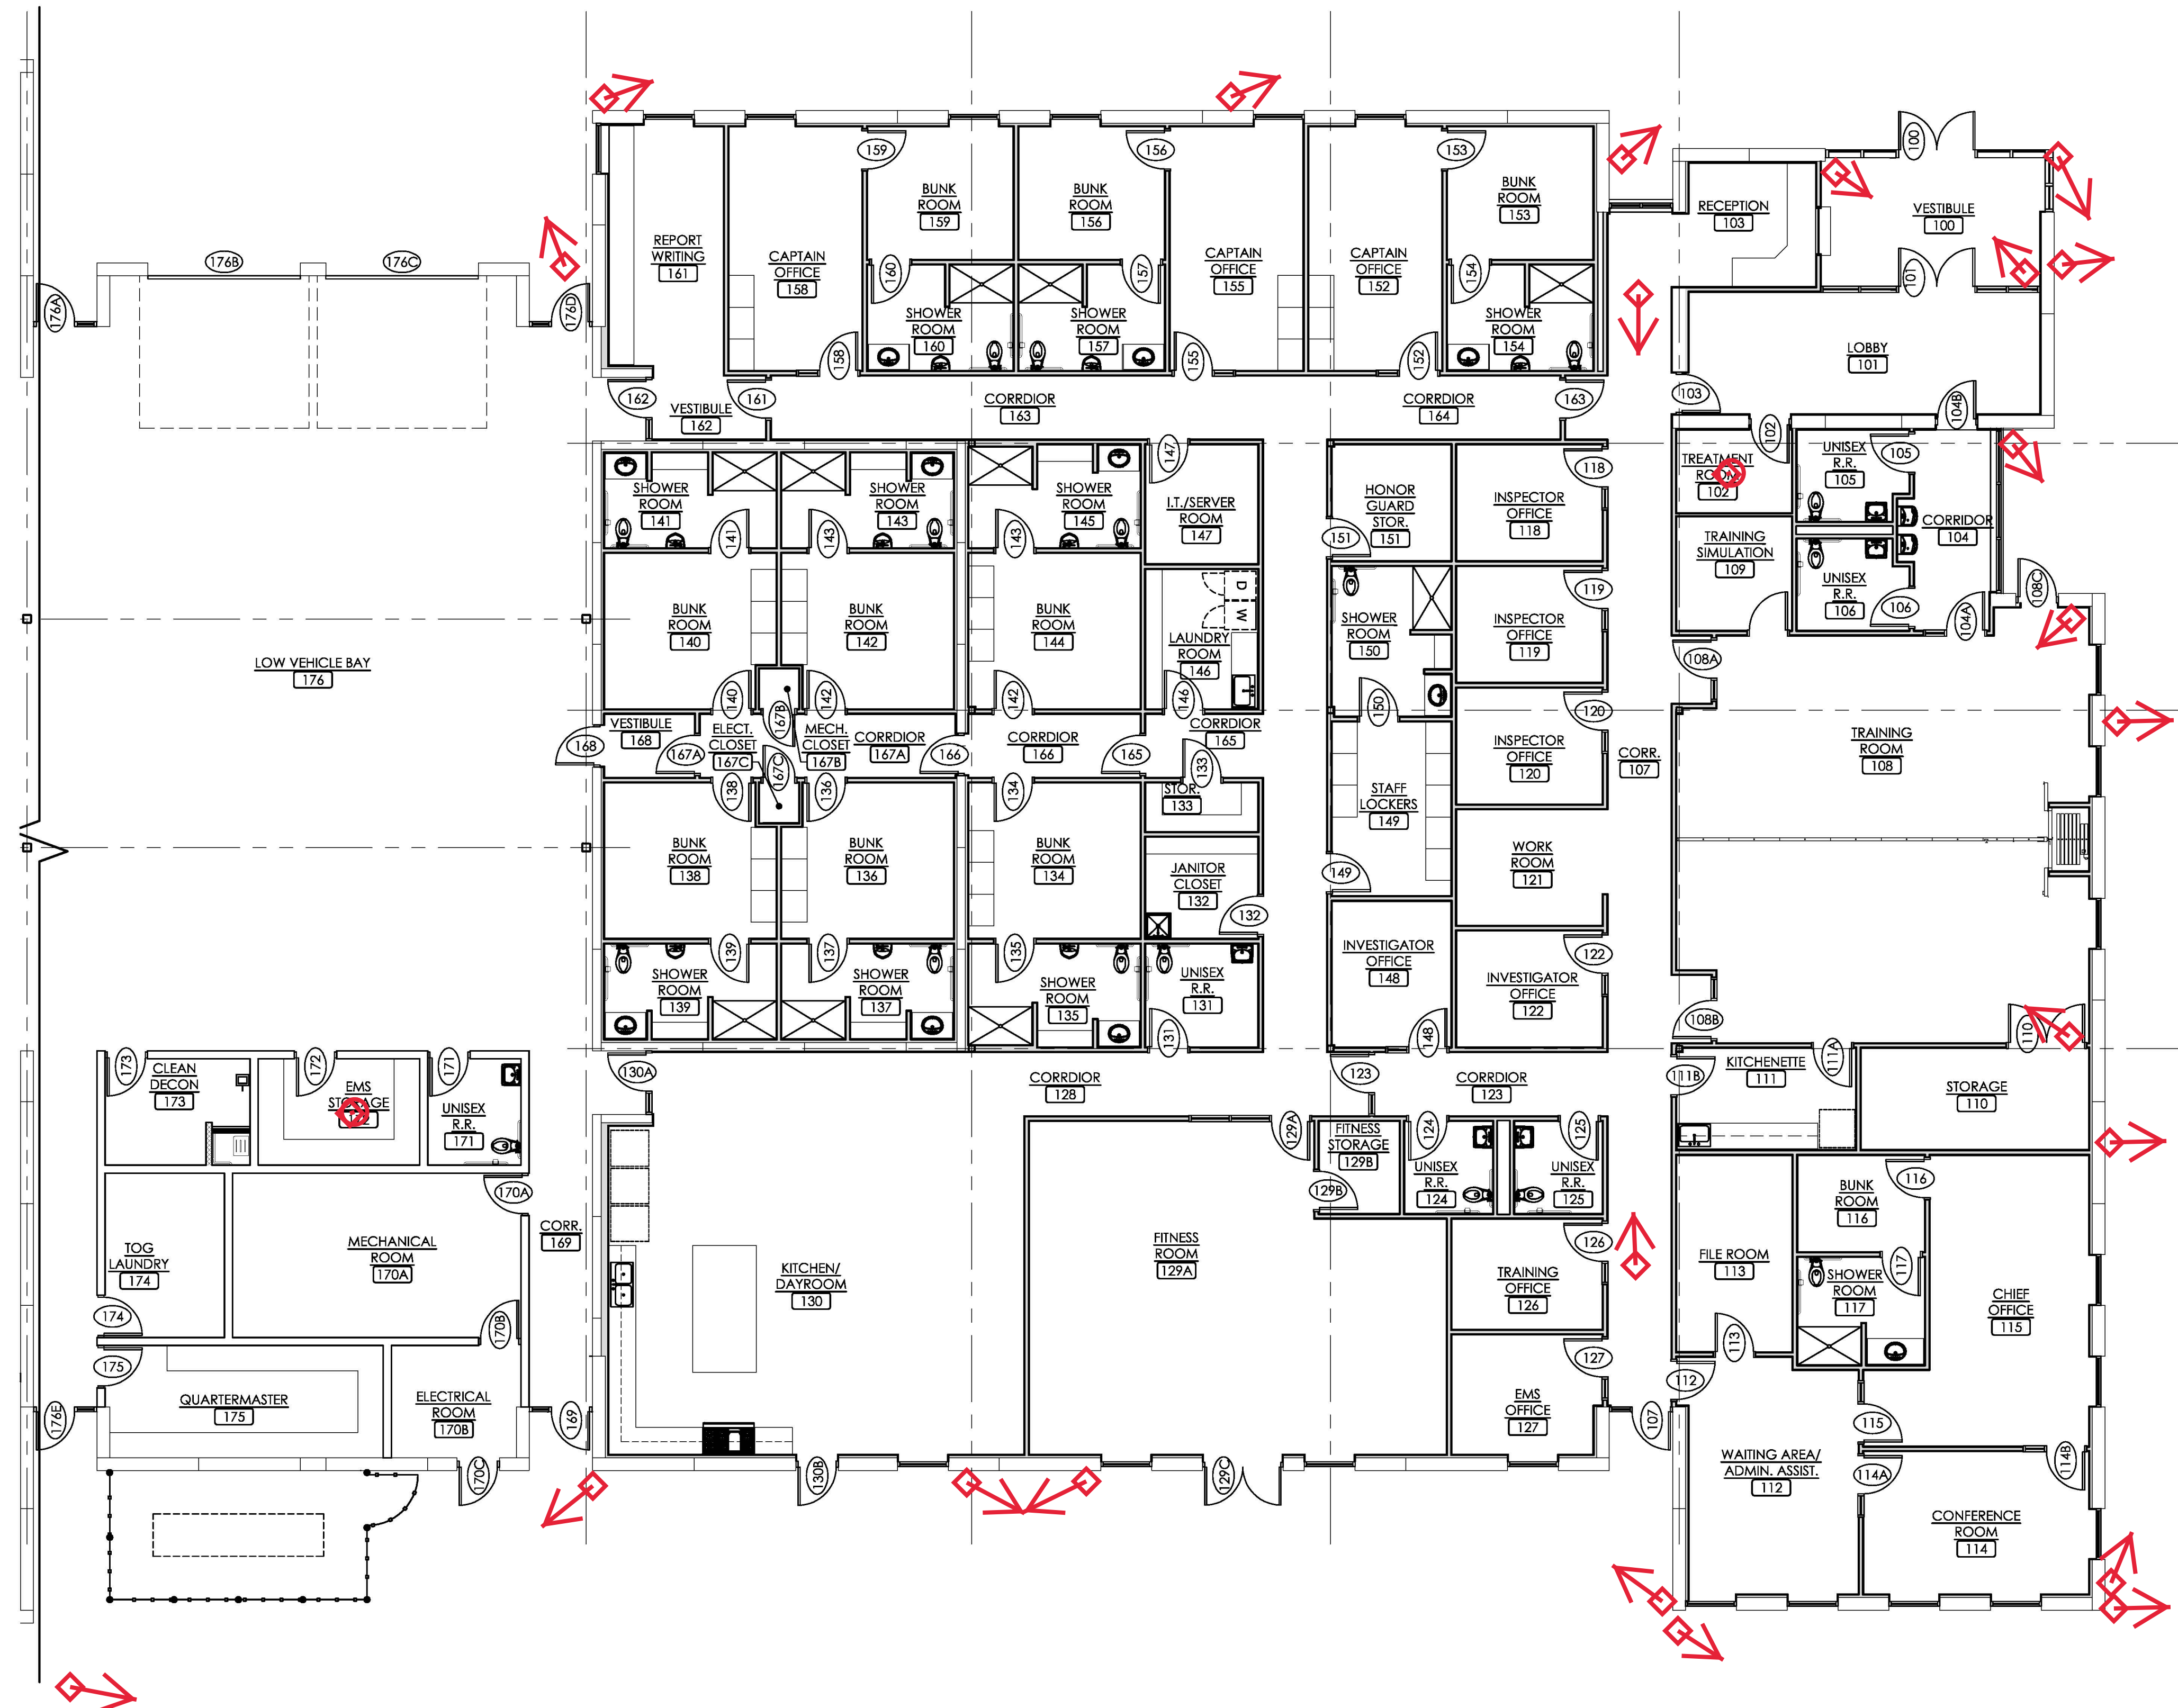 100
159
156
153
BUNK
ROOM
159
BUNK
ROOM
156
BUNK
ROOM
153
RECEPTION
103
VESTIBULE
100
REPORT
WRITING
161
CAPTAIN
OFFICE
158
CAPTAIN
OFFICE
155
CAPTAIN
OFFICE
152
176B
176C
160
157
154
101
176A
176D
SHOWER
ROOM
160
SHOWER
ROOM
157
SHOWER
ROOM
154
LOBBY
101
158
155
152
162
161
163
103
104B
VESTIBULE
162
CORRDIOR
163
CORRDIOR
164
102
147
118
105
TREATMENT
ROOM
102
UNISEX
R.R.
105
SHOWER
ROOM
141
SHOWER
ROOM
143
SHOWER
ROOM
145
I.T./SERVER
ROOM
147
HONOR
GUARD
STOR.
151
INSPECTOR
OFFICE
118
CORRIDOR
104
141
143
143
151
TRAINING
SIMULATION
109
UNISEX
R.R.
106
106
104A
108C
D
W
119
BUNK
ROOM
140
BUNK
ROOM
142
BUNK
ROOM
144
LAUNDRY
ROOM
146
SHOWER
ROOM
150
INSPECTOR
OFFICE
119
LOW VEHICLE BAY
176
108A
140
142
142
146
150
120
167B
VESTIBULE
168
ELECT.
CLOSET
167C
MECH.
CLOSET
167B
CORRDIOR
167A
CORRDIOR
166
CORRDIOR
165
168
167A
166
165
133
167C
INSPECTOR
OFFICE
120
CORR.
107
TRAINING
ROOM
108
138
136
134
STOR.
133
STAFF
LOCKERS
149
BUNK
ROOM
138
BUNK
ROOM
136
BUNK
ROOM
134
JANITOR
CLOSET
132
149
WORK
ROOM
121
132
139
137
135
INVESTIGATOR
OFFICE
148
122
SHOWER
ROOM
139
SHOWER
ROOM
137
SHOWER
ROOM
135
UNISEX
R.R.
131
INVESTIGATOR
OFFICE
122
131
148
108B
110
173
172
171
130A
123
111B
111A
CLEAN
DECON
173
EMS
STORAGE
UNISEX
R.R.
171
CORRDIOR
128
CORRDIOR
123
KITCHENETTE
111
STORAGE
110
129A
FITNESS
STORAGE
129B
124
125
UNISEX
R.R.
124
UNISEX
R.R.
125
129B
170A
116
BUNK
ROOM
116
CORR.
169
TOG
LAUNDRY
174
MECHANICAL
ROOM
170A
KITCHEN/
DAYROOM
130
FITNESS
ROOM
129A
126
TRAINING
OFFICE
126
FILE ROOM
113
SHOWER
ROOM
117
117
CHIEF
OFFICE
115
174
170B
113
175
127
112
QUARTERMASTER
175
ELECTRICAL
ROOM
170B
EMS
OFFICE
127
176E
169
107
115
170C
130B
129C
WAITING AREA/
ADMIN. ASSIST.
112
114A
114B
CONFERENCE
ROOM
114